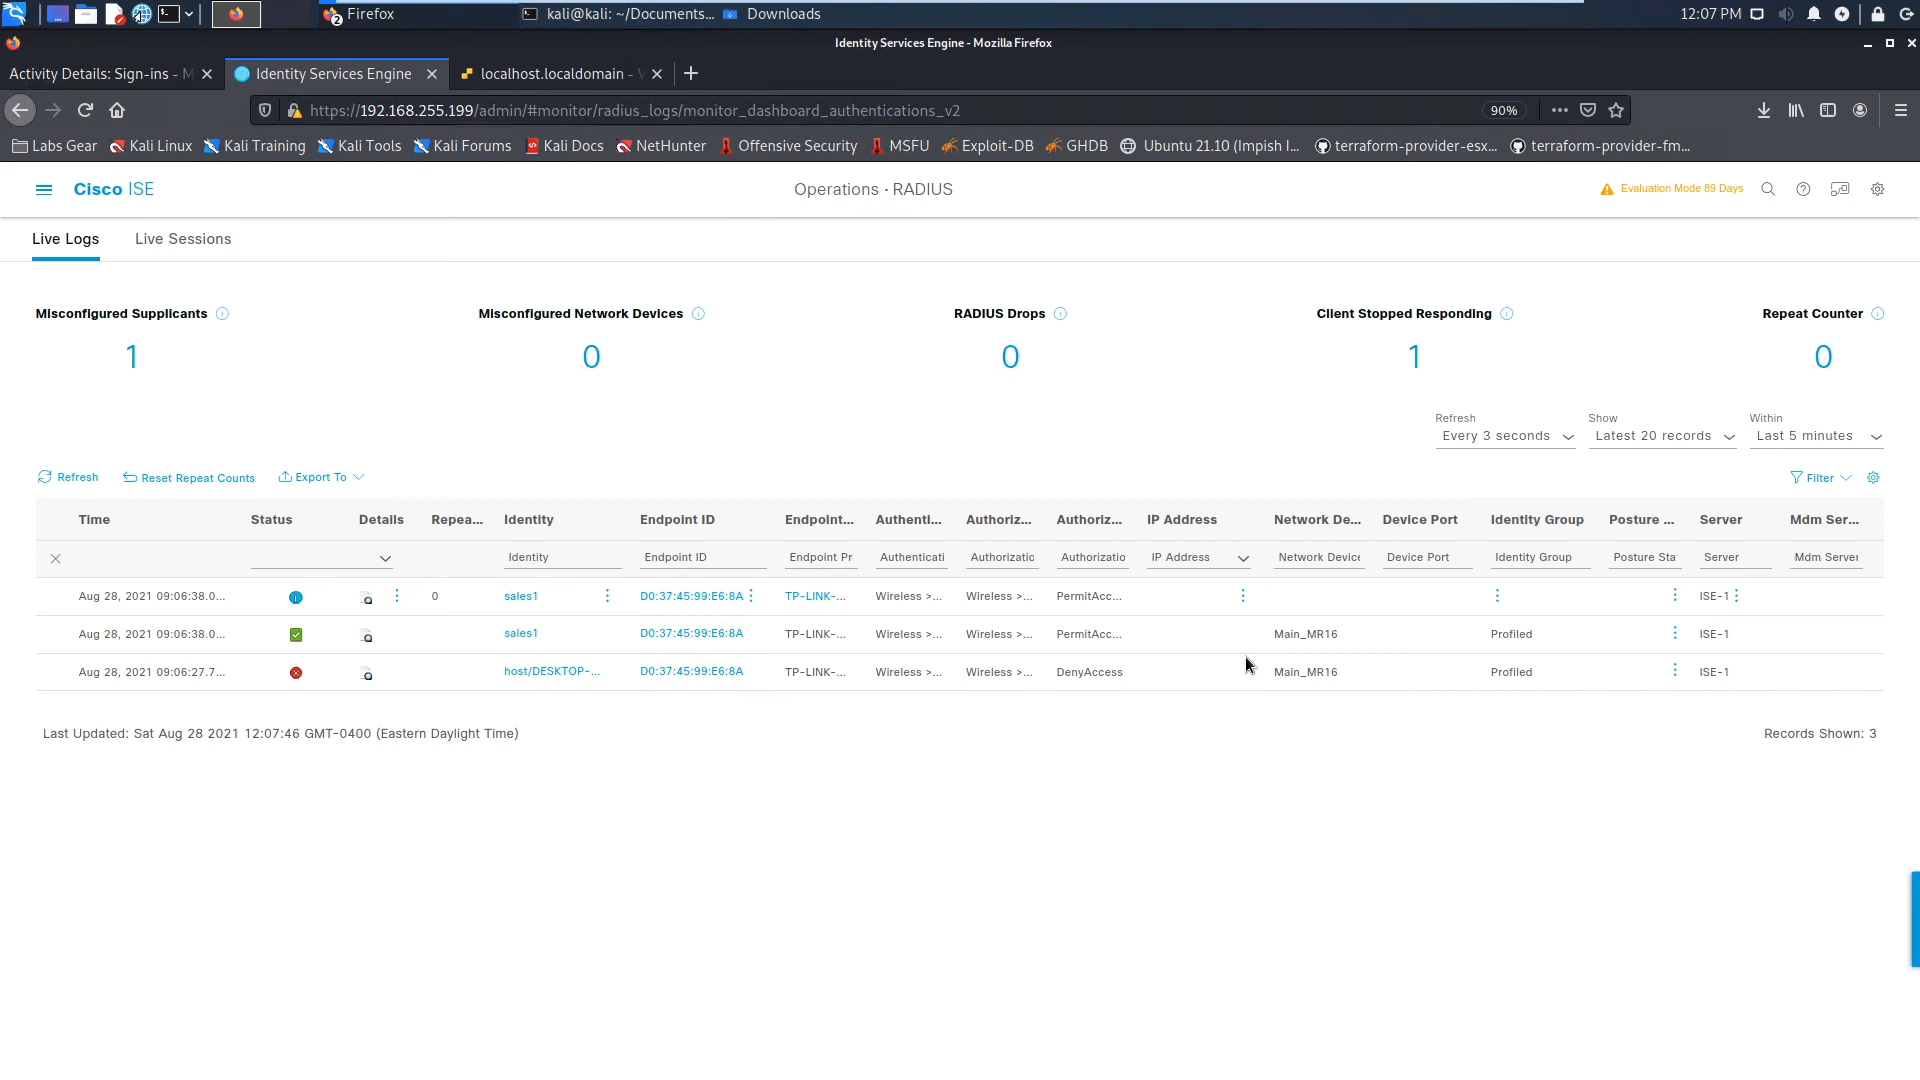 2 Firefox
kali@kali: ~/Documents... Downloads
12:07 PM
Identity Services Engine - Mozilla Firefox
Activity Details: Sign-ins - M
Identity Services Engine
localhost.localdomain -
https://192.168.255.199/admin/#monitor/radius_logs/monitor_dashboard_authentications_v2
90%
Labs Gear Kali Linux Kali Training Kali Tools Kali Forums Kali Docs NetHunter Offensive Security MSFU Exploit-DB GHDB Ubuntu 21.10 (Impish I... terraform-provider-esx... terraform-provider-fm...
Cisco ISE
Operations · RADIUS
Evaluation Mode 89 Days
Live Logs Live Sessions
Misconfigured Supplicants Misconfigured Network Devices RADIUS Drops Client Stopped Responding Repeat Counter
1 0 0 1 0
Refresh Show Within
Every 3 seconds Latest 20 records Last 5 minutes
Refresh Reset Repeat Counts Export To Filter
Time Status Details Repea... Identity Endpoint ID Endpoint... Authenti... Authoriz... Authoriz... IP Address Network De... Device Port Identity Group Posture ... Server Mdm Ser...
Identity Endpoint ID Endpoint Pr Authenticati Authorizatic Authorizatio IP Address Network Device Device Port Identity Group Posture Sta Server Mdm Server
Aug 28, 2021 09:06:38.0... 0 sales1 D0:37:45:99:E6:8A TP-LINK-... Wireless >... Wireless >... PermitAcc... ISE-1
Aug 28, 2021 09:06:38.0... sales1 D0:37:45:99:E6:8A TP-LINK-... Wireless >... Wireless >... PermitAcc... Main_MR16 Profiled ISE-1
Aug 28, 2021 09:06:27.7... host/DESKTOP-... D0:37:45:99:E6:8A TP-LINK-... Wireless >... Wireless >... DenyAccess Main_MR16 Profiled ISE-1
Last Updated: Sat Aug 28 2021 12:07:46 GMT-0400 (Eastern Daylight Time)
Records Shown: 3